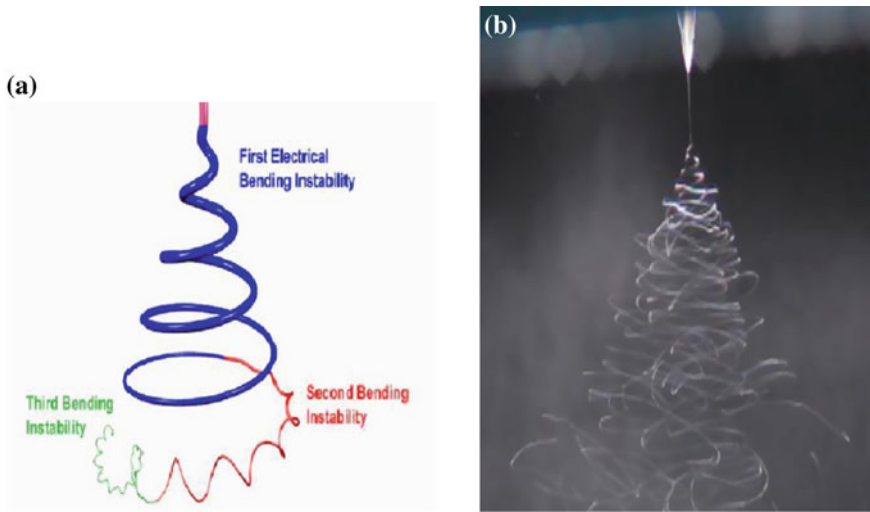 (a)
First Electrical
Bending Instability
Second Bending
Instability
Third Bending
Instability
(b)